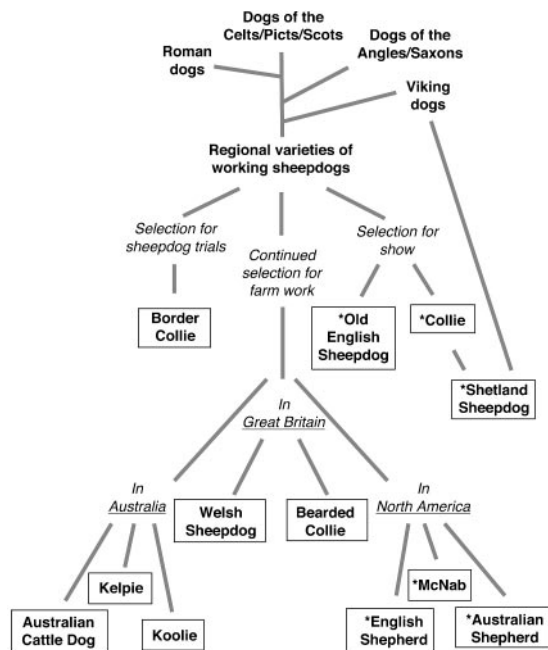 Dogs of the
Celts/Picts/Scots
Roman
dogs
Dogs of the
Angles/Saxons
Viking
dogs
Regional varieties of
working sheepdogs
Selection for
sheepdog trials
Continued
selection for
farm work
Selection for
show
Border
Collie
*Old
English
Sheepdog
*Collie
*Shetland
Sheepdog
In
Great Britain
In
Australia
Welsh
Sheepdog
Bearded
Collie
In
North America
Kelpie
*McNab
Australian
Cattle Dog
Koolie
*English
Shepherd
*Australian
Shepherd